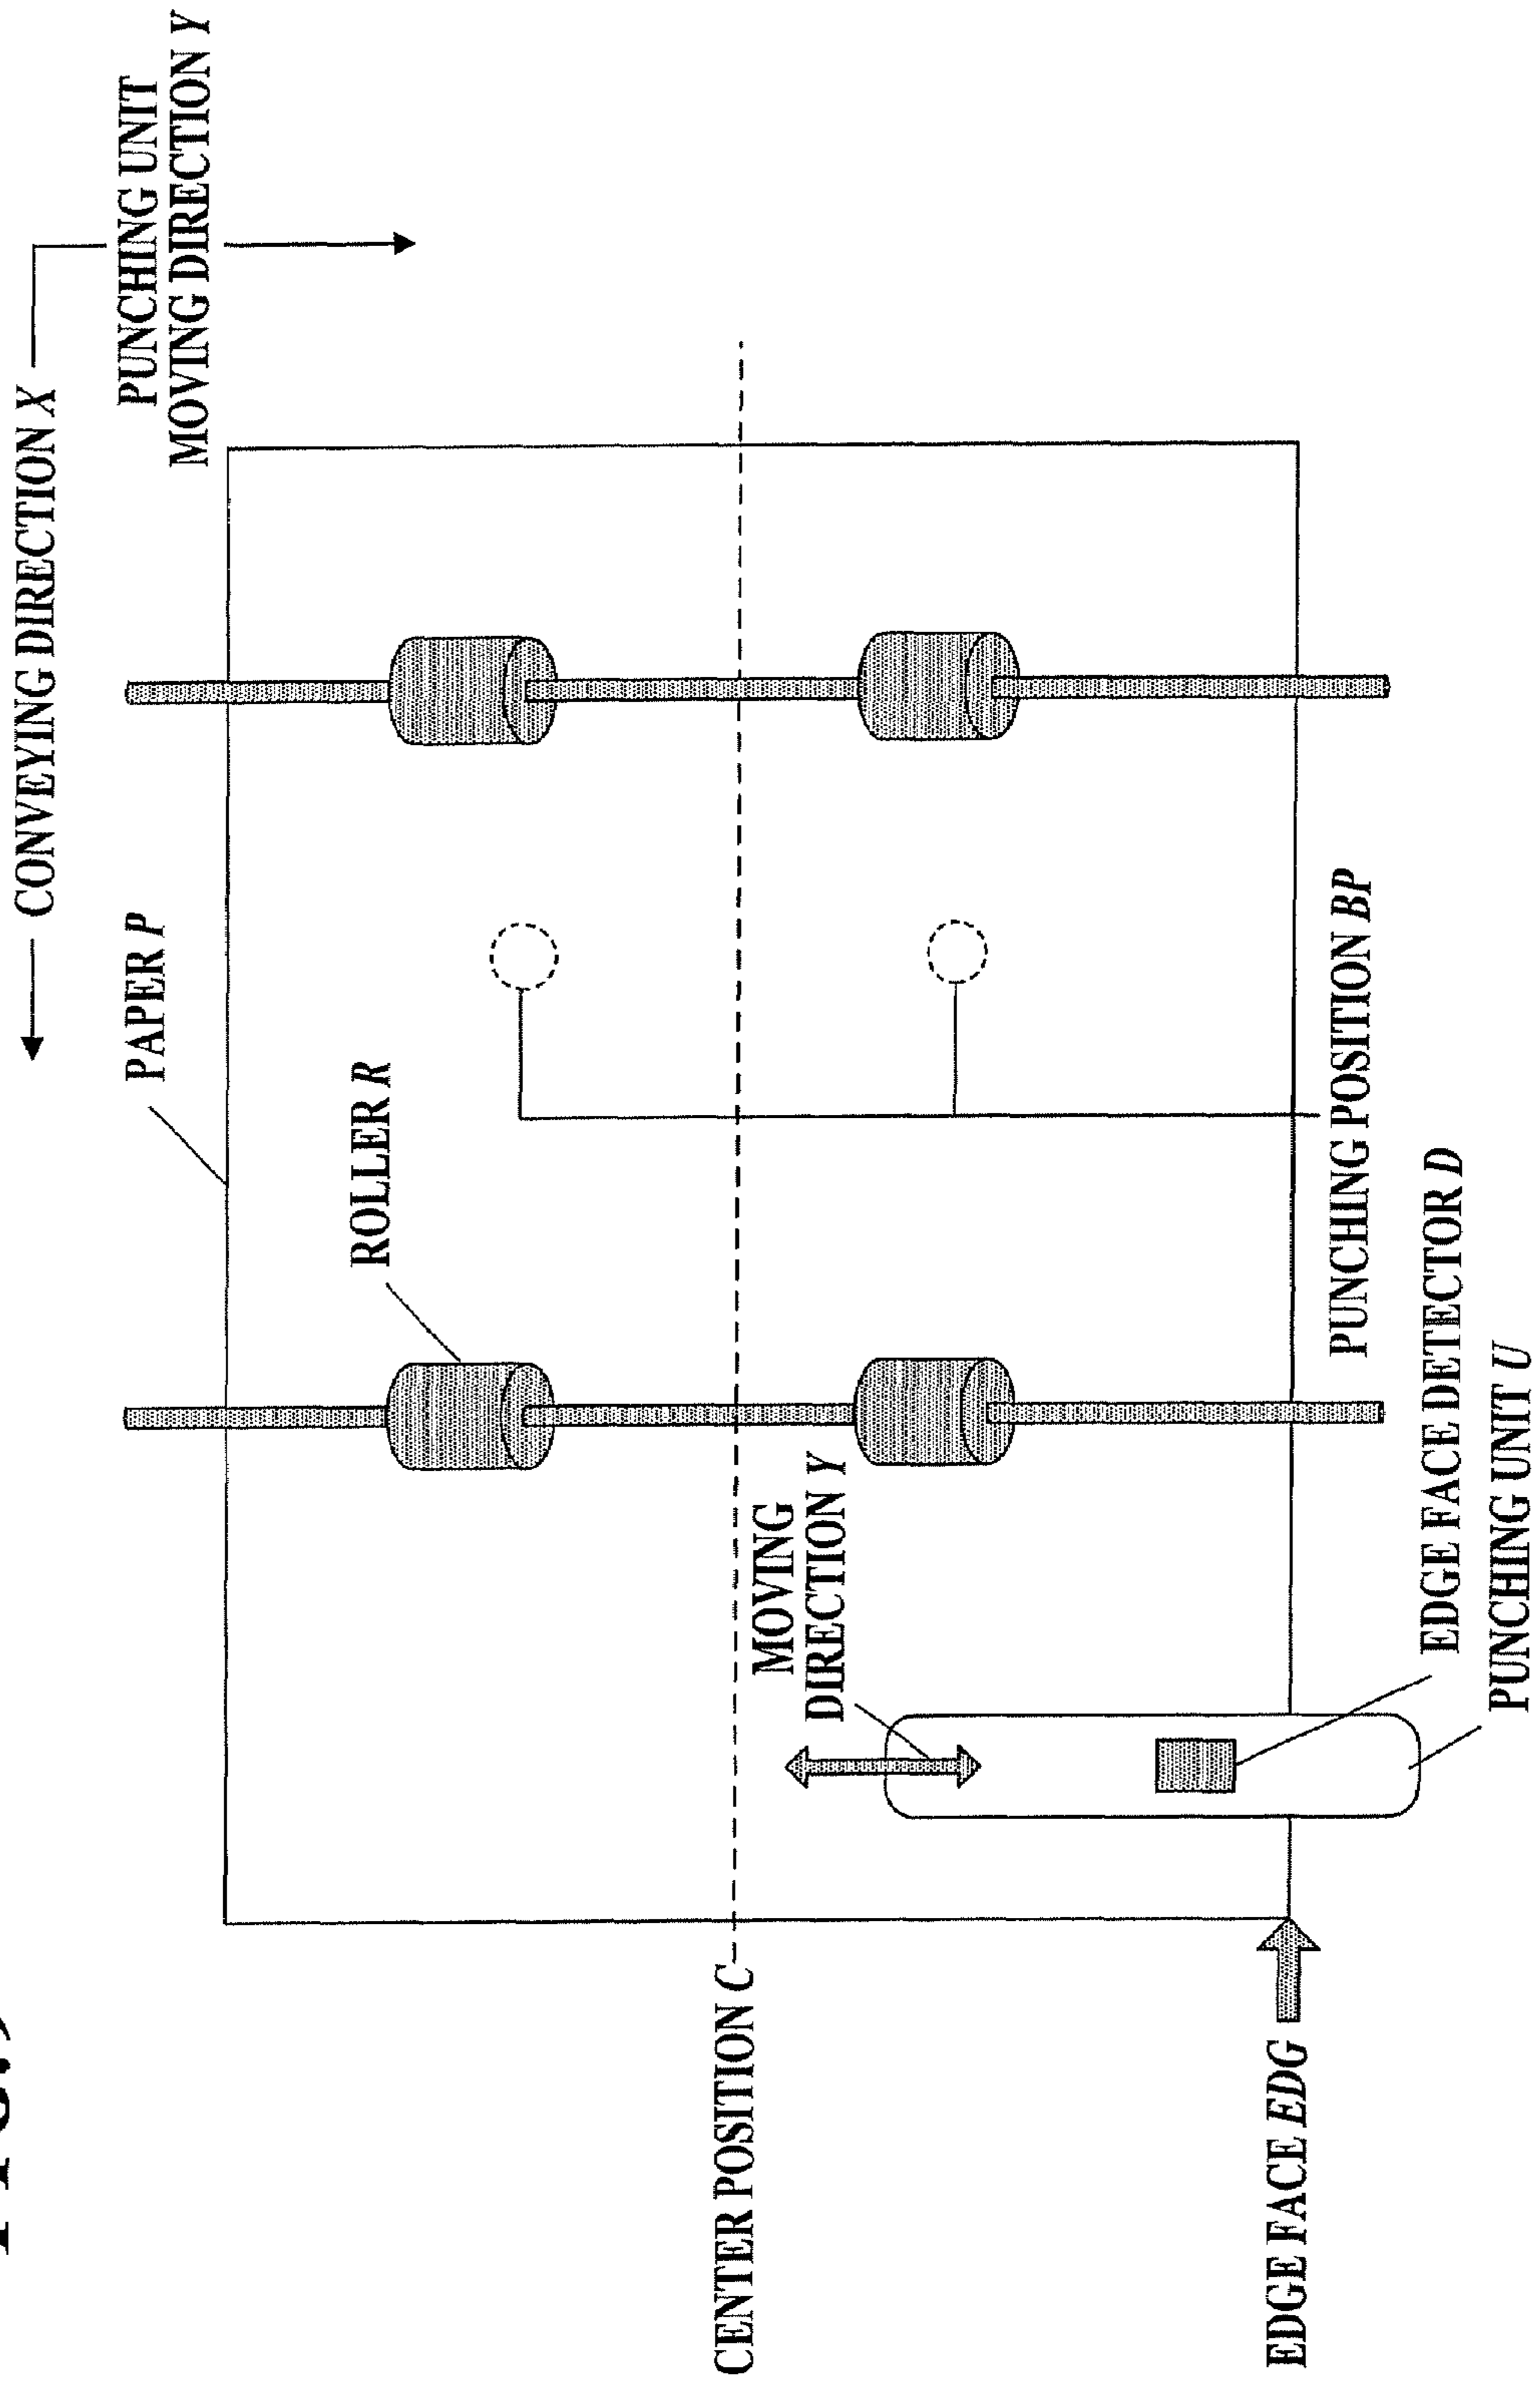 CONVEYING DIRECTION X
PUNCHING UNIT
MOVING DIRECTION Y
PAPER P
ROLLER R
CENTER POSITION C
MOVING
DIRECTION Y
EDGE FACE EDG
PUNCHING POSITION BP
EDGE FACE DETECTOR D
PUNCHING UNIT U